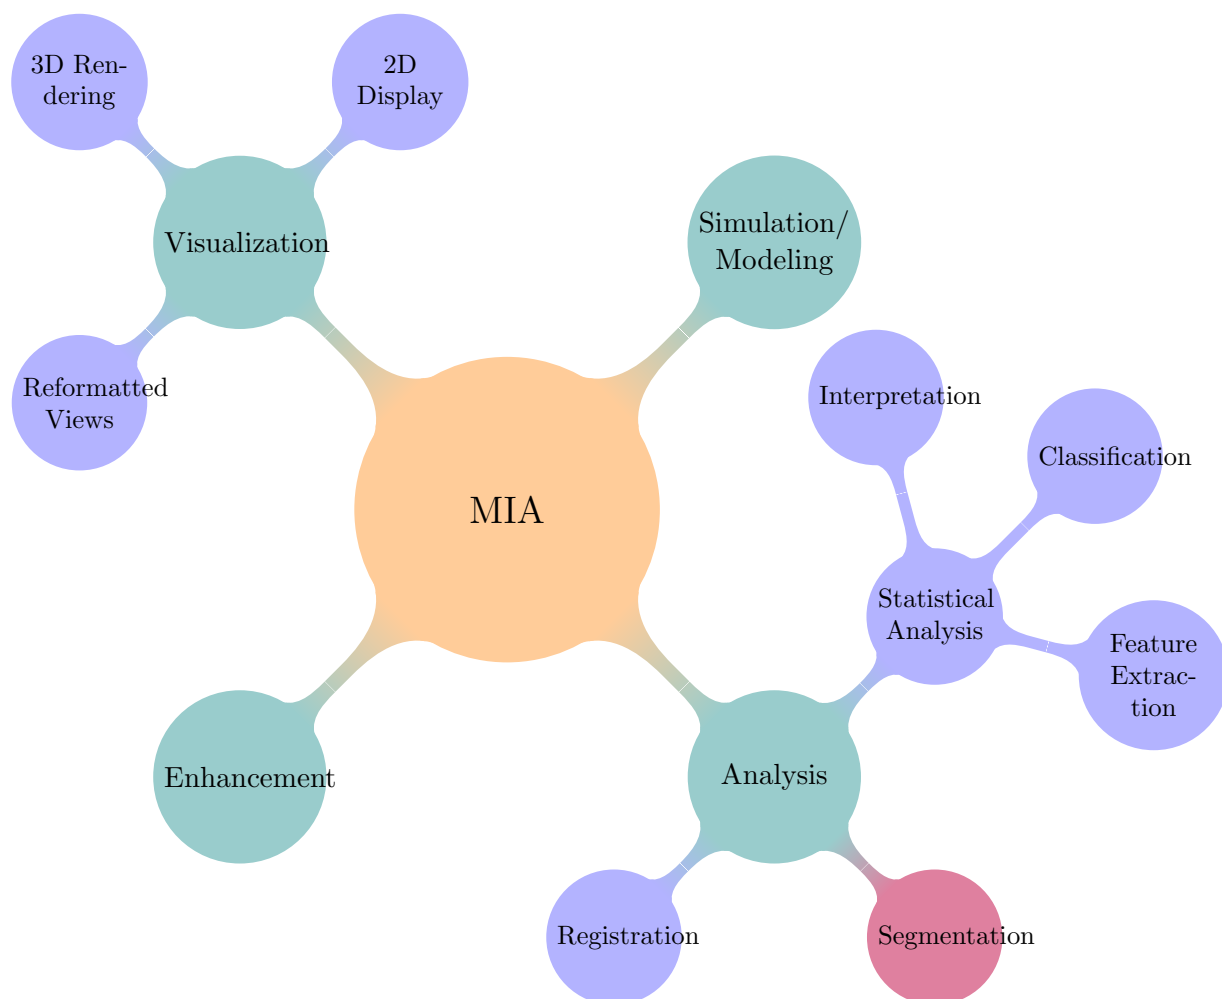 3D Ren-
dering
2D
Display
Visualization
Simulation/
Modeling
Reformatted
Views
Interpretation
Classification
MIA
Statistical
Analysis
Feature
Extrac-
tion
Enhancement
Analysis
Registration
Segmentation